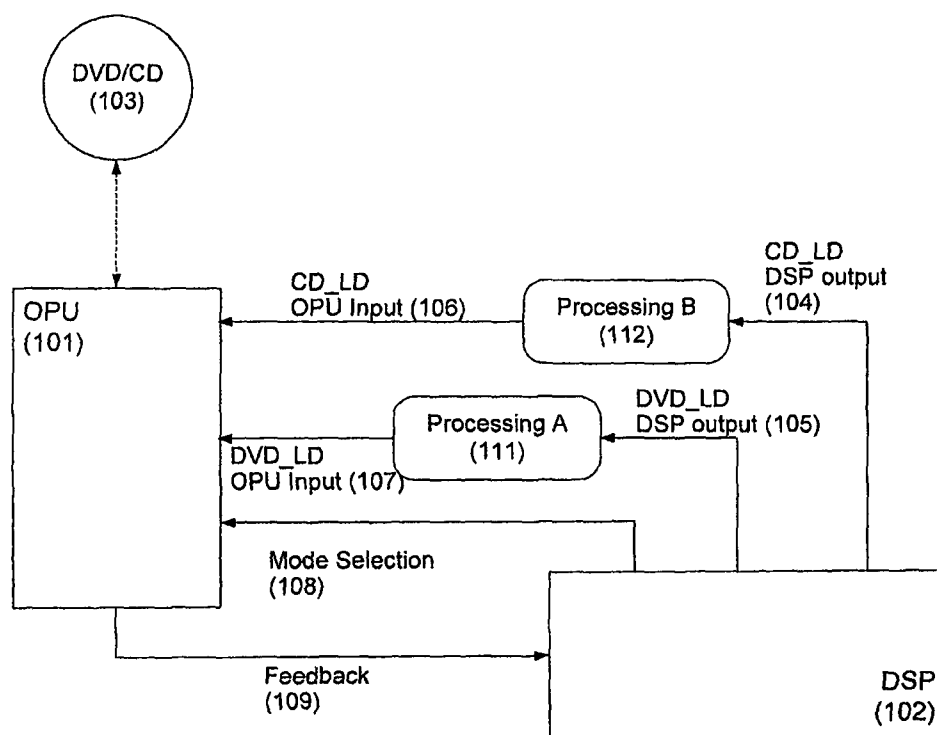 DVD/CD
(103)
CD_LD
DSP output
(104)
CD_LD
OPU Input (106)
Processing B
(112)
OPU
(101)
DVD_LD
DSP output (105)
Processing A
(111)
DVD_LD
OPU Input (107)
Mode Selection
(108)
Feedback
(109)
DSP
(102)